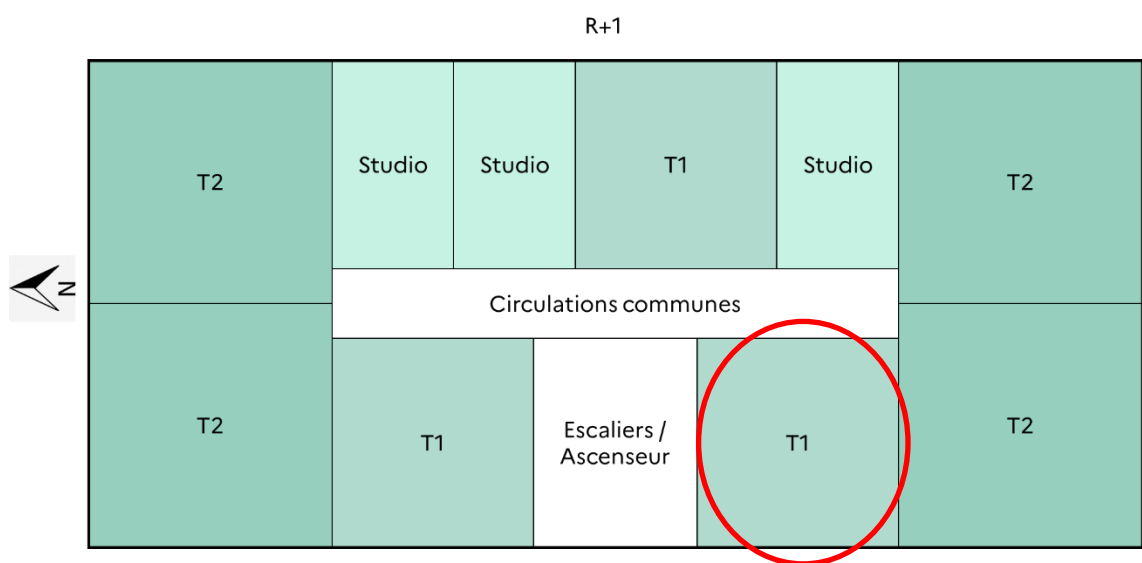 R+1
T2
Studio
Studio
T1
Studio
T2
N
Circulations communes
T2
T1
Escaliers /
Ascenseur
T1
T2